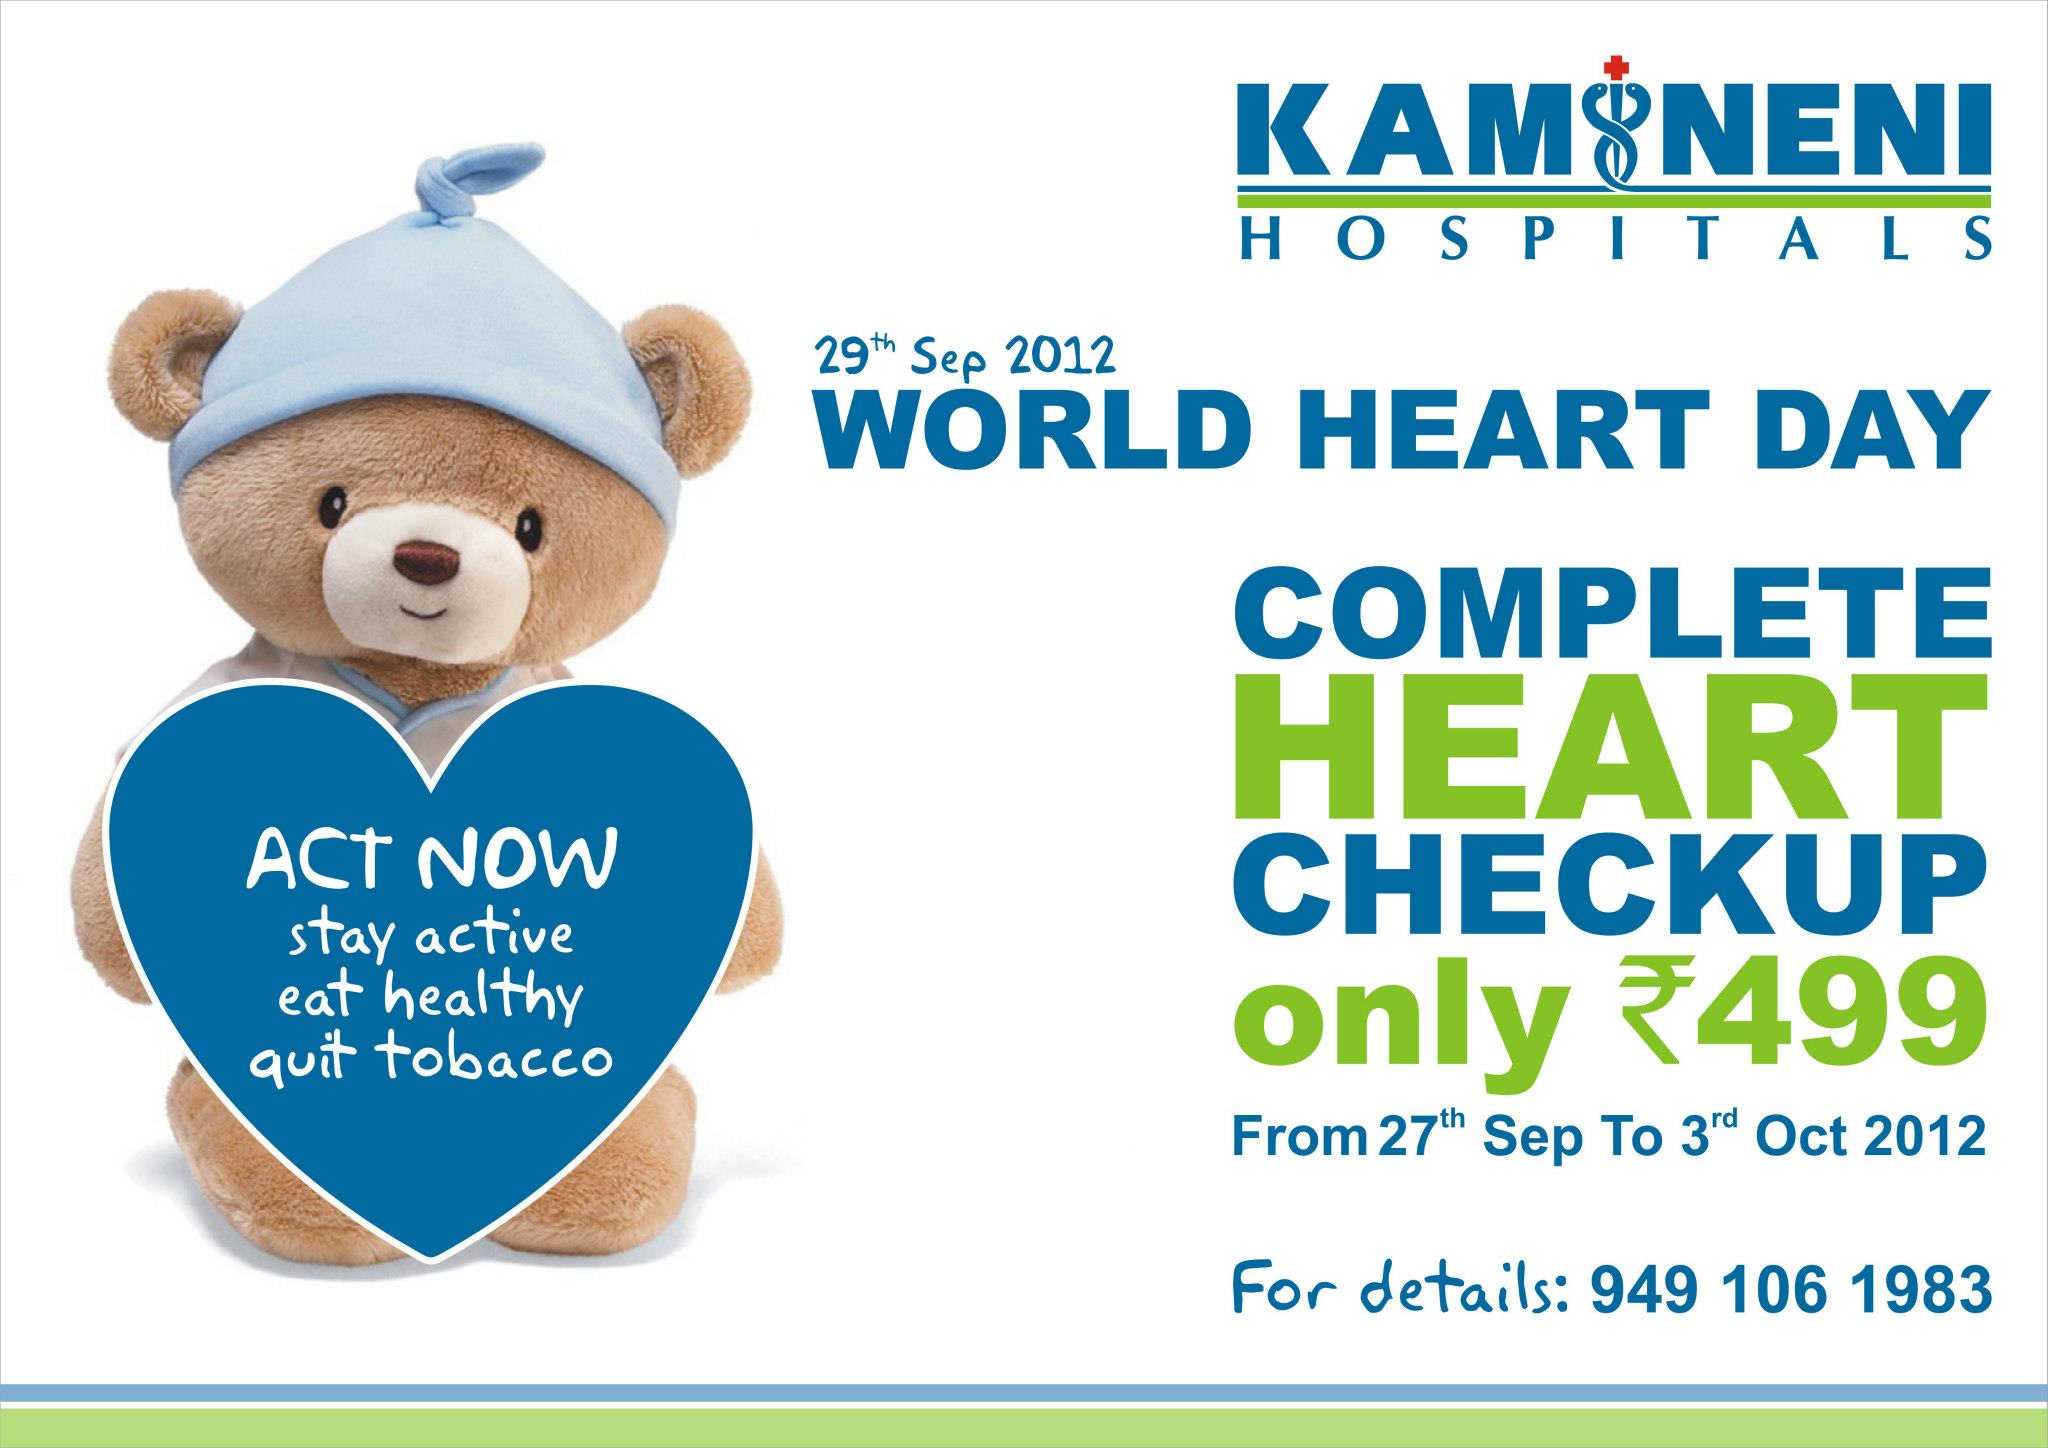 KAMINENI
HOSPITALS
29th Sep 2012
WORLD HEART DAY
COMPLETE
HEART
CHECKUP
only ₹499
From 27th Sep To 3rd Oct 2012
For details: 949 106 1983
ACT NOW
stay active
eat healthy
quit tobacco